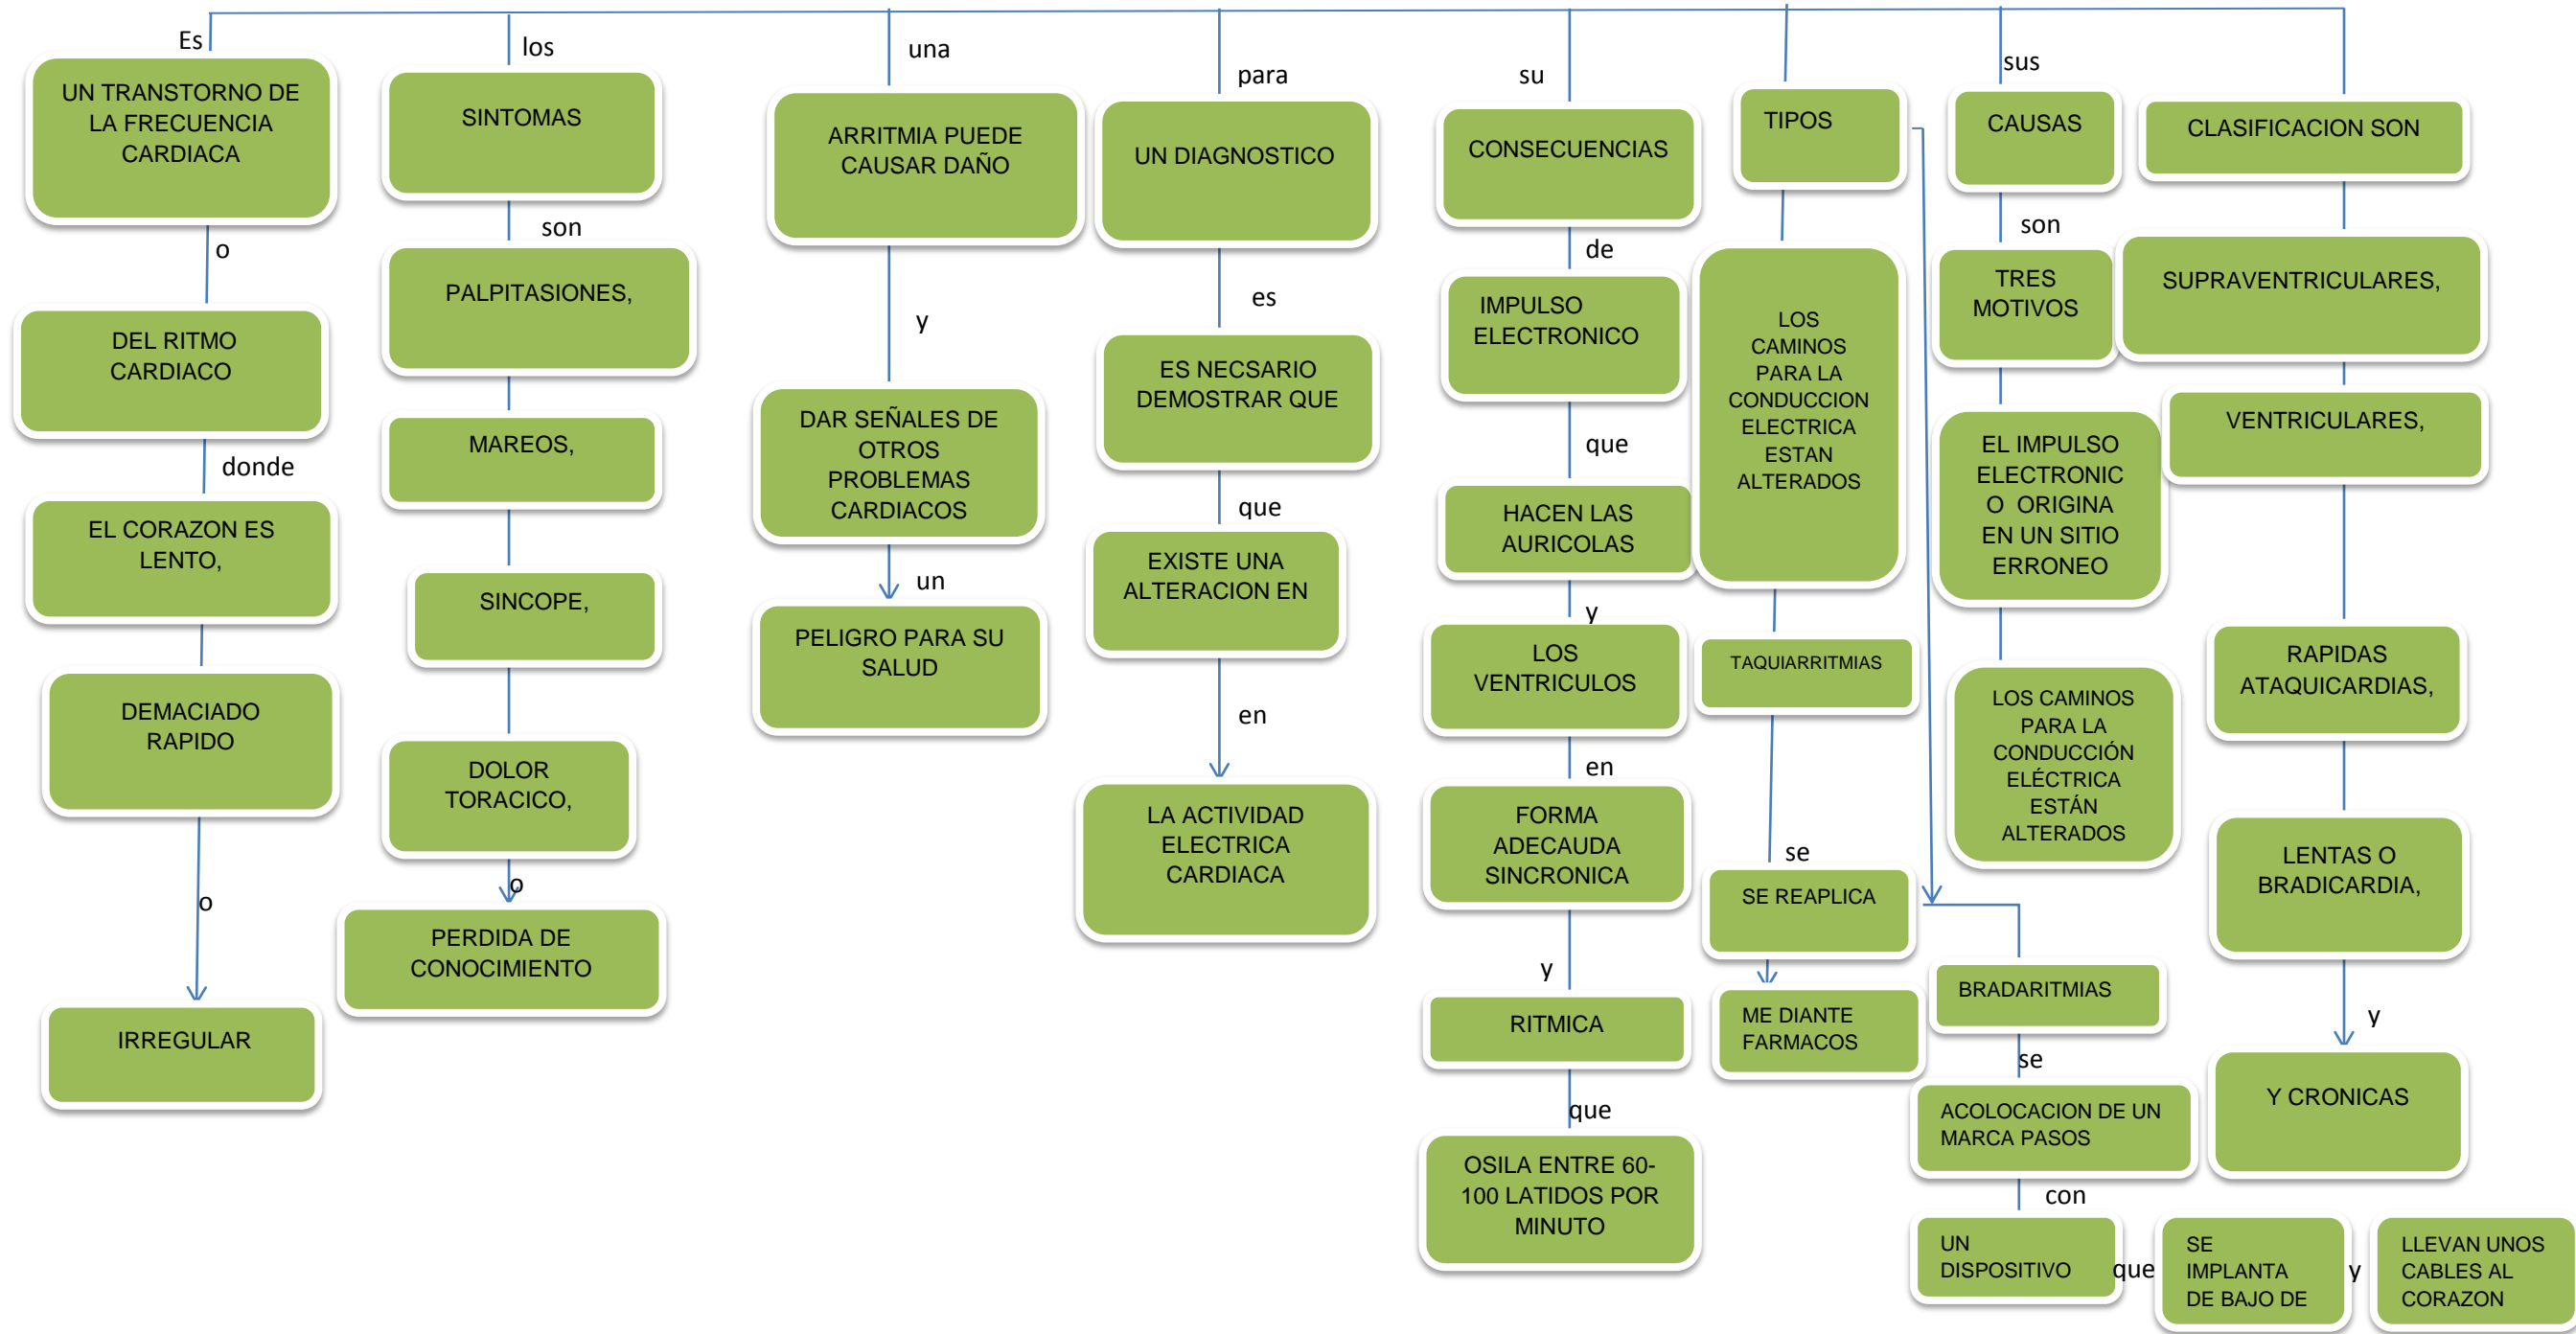 Es
UN TRANSTORNO DE
LA FRECUENCIA
CARDIACA
o
DEL RITMO
CARDIACO
donde
EL CORAZON ES
LENTO,
DEMACIADO
RAPIDO
o
IRREGULAR
los
SINTOMAS
son
PALPITASIONES,
MAREOS,
SINCOPE,
DOLOR
TORACICO,
o
PERDIDA DE
CONOCIMIENTO
una
ARRITMIA PUEDE
CAUSAR DAÑO
y
DAR SEÑALES DE
OTROS
PROBLEMAS
CARDIACOS
un
PELIGRO PARA SU
SALUD
para
UN DIAGNOSTICO
es
ES NECSARIO
DEMOSTRAR QUE
que
EXISTE UNA
ALTERACION EN
en
LA ACTIVIDAD
ELECTRICA
CARDIACA
su
CONSECUENCIAS
de
IMPULSO
ELECTRONICO
que
HACEN LAS
AURICOLAS
y
LOS
VENTRICULOS
en
FORMA
ADECAUDA
SINCRONICA
y
RITMICA
que
OSILA ENTRE 60-
100 LATIDOS POR
MINUTO
TIPOS
LOS
CAMINOS
PARA LA
CONDUCCION
ELECTRICA
ESTAN
ALTERADOS
TAQUIARRITMIAS
se
SE REAPLICA
ME DIANTE
FARMACOS
BRADARITMIAS
se
ACOLOCACION DE UN
MARCA PASOS
con
UN
DISPOSITIVO
que
SE
IMPLANTA
DE BAJO DE
y
LLEVAN UNOS
CABLES AL
CORAZON
sus
CAUSAS
son
TRES
MOTIVOS
EL IMPULSO
ELECTRONIC
O ORIGINA
EN UN SITIO
ERRONEO
LOS CAMINOS
PARA LA
CONDUCCIÓN
ELÉCTRICA
ESTÁN
ALTERADOS
CLASIFICACION SON
SUPRAVENTRICULARES,
VENTRICULARES,
RAPIDAS
ATAQUICARDIAS,
LENTAS O
BRADICARDIA,
y
Y CRONICAS